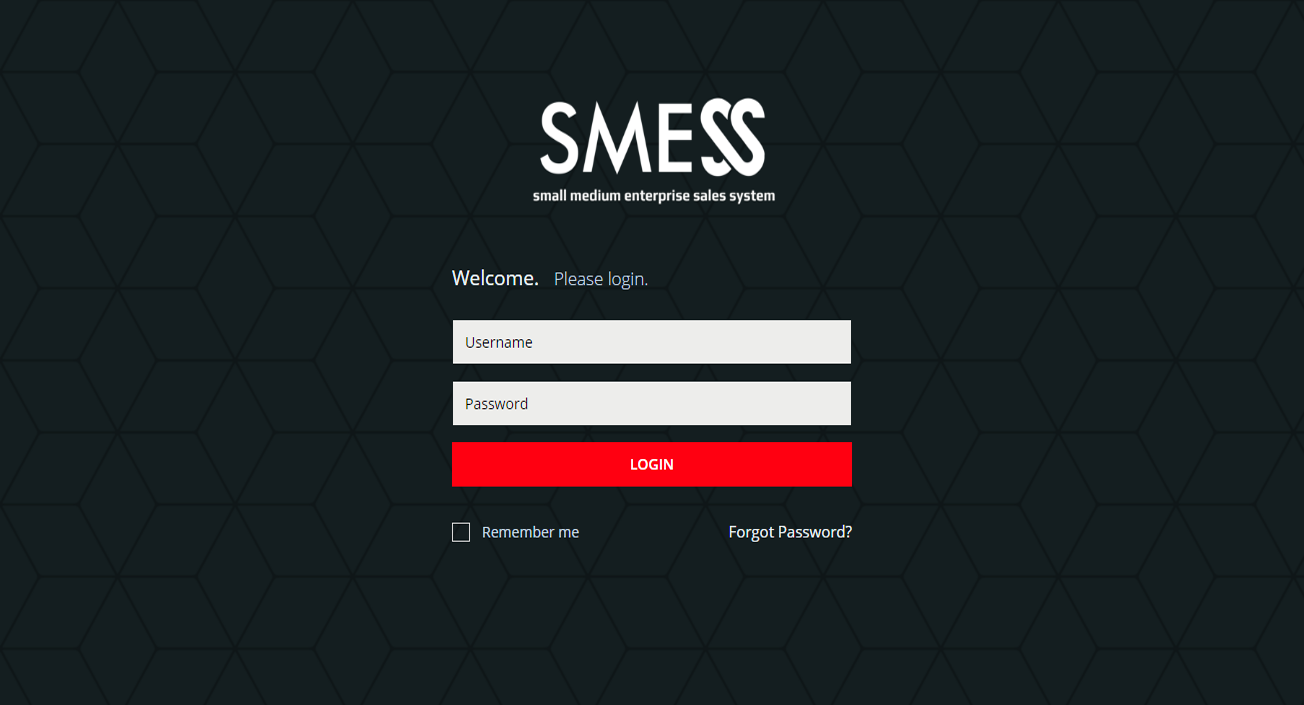 SMESS
small medium enterprise sales system
Welcome. Please login.
Username
Password
LOGIN
Remember me Forgot Password?